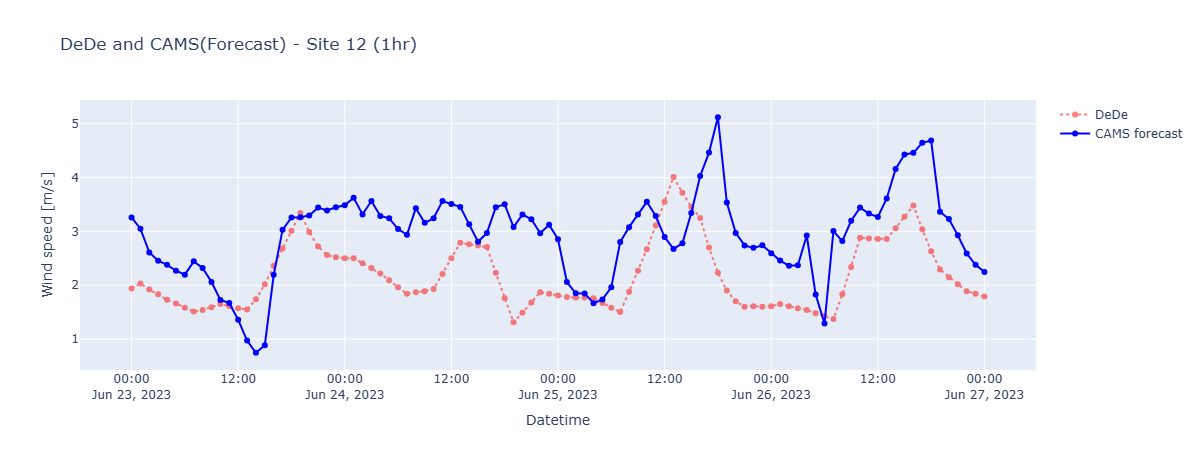 DeDe and CAMS(Forecast) - Site 12 (1hr)
DeDe
CAMS forecast
Wind speed [m/s]
5
4
3
2
1
00:00 12:00 00:00 12:00 00:00 12:00 00:00 12:00 00:00
Jun 23, 2023 Jun 24, 2023 Jun 25, 2023 Jun 26, 2023 Jun 27, 2023
Datetime